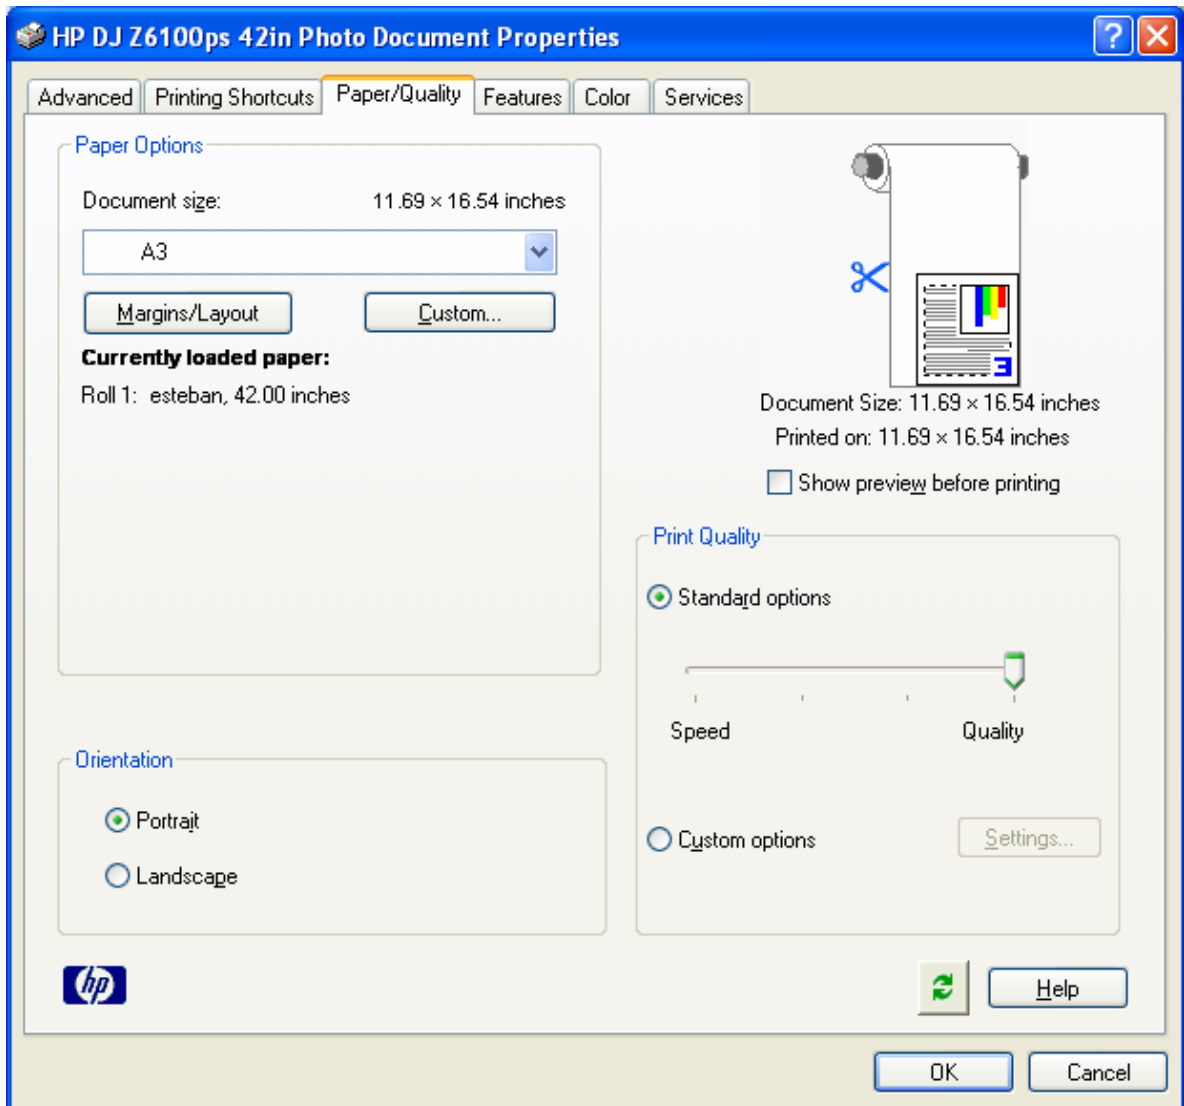 HP DJ Z6100ps 42in Photo Document Properties
Advanced Printing Shortcuts Paper/Quality Features Color Services
Paper Options
Document size: 11.69 × 16.54 inches
A3
Margins/Layout Custom...
Currently loaded paper:
Roll 1: esteban, 42.00 inches
3
Document Size: 11.69 × 16.54 inches
Printed on: 11.69 × 16.54 inches
Show preview before printing
Print Quality
Standard options
Speed Quality
Custom options Settings...
Orientation
Portrait
Landscape
hp
Help
OK Cancel